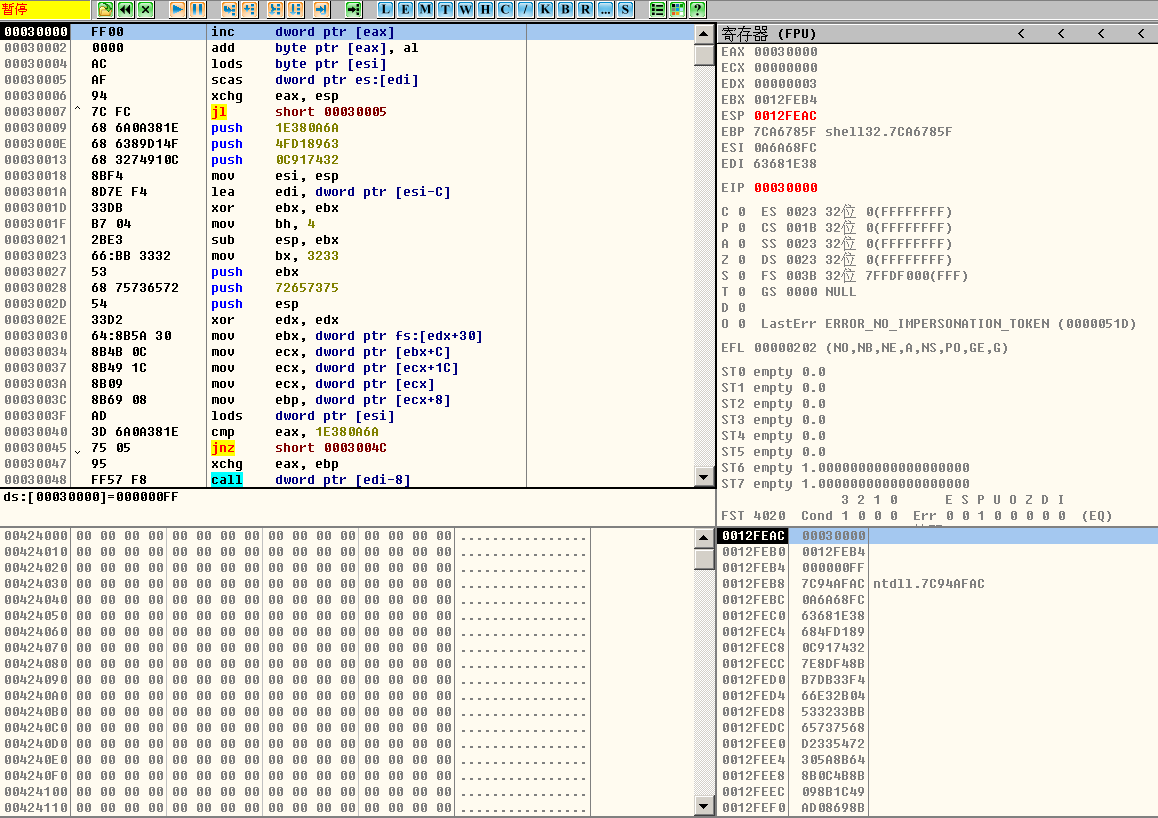 暂停
L E M T W H C / K B R ... S
00030000 FF00 inc dword ptr [eax]
00030002 0000 add byte ptr [eax], al
00030004 AC lods byte ptr [esi]
00030005 AF scas dword ptr es:[edi]
00030006 94 xchg eax, esp
00030007 ^ 7C FC jl short 00030005
00030009 68 6A0A381E push 1E380A6A
0003000E 68 6389D14F push 4FD18963
00030013 68 3274910C push 0C917432
00030018 8BF4 mov esi, esp
0003001A 8D7E F4 lea edi, dword ptr [esi-C]
0003001D 33DB xor ebx, ebx
0003001F B7 04 mov bh, 4
00030021 2BE3 sub esp, ebx
00030023 66:BB 3332 mov bx, 3233
00030027 53 push ebx
00030028 68 75736572 push 72657375
0003002D 54 push esp
0003002E 33D2 xor edx, edx
00030030 64:8B5A 30 mov ebx, dword ptr fs:[edx+30]
00030034 8B4B 0C mov ecx, dword ptr [ebx+C]
00030037 8B49 1C mov ecx, dword ptr [ecx+1C]
0003003A 8B09 mov ecx, dword ptr [ecx]
0003003C 8B69 08 mov ebp, dword ptr [ecx+8]
0003003F AD lods dword ptr [esi]
00030040 3D 6A0A381E cmp eax, 1E380A6A
00030045 75 05 jnz short 0003004C
00030047 95 xchg eax, ebp
00030048 FF57 F8 call dword ptr [edi-8]
ds:[00030000]=000000FF
寄存器 (FPU) < < < <
EAX 00030000
ECX 00000000
EDX 00000003
EBX 0012FEB4
ESP 0012FEAC
EBP 7CA6785F shell32.7CA6785F
ESI 0A6A68FC
EDI 63681E38
EIP 00030000
C 0 ES 0023 32位 0(FFFFFFFF)
P 0 CS 001B 32位 0(FFFFFFFF)
A 0 SS 0023 32位 0(FFFFFFFF)
Z 0 DS 0023 32位 0(FFFFFFFF)
S 0 FS 003B 32位 7FFDF000(FFF)
T 0 GS 0000 NULL
D 0
O 0 LastErr ERROR_NO_IMPERSONATION_TOKEN (0000051D)
EFL 00000202 (NO,NB,NE,A,NS,PO,GE,G)
ST0 empty 0.0
ST1 empty 0.0
ST2 empty 0.0
ST3 empty 0.0
ST4 empty 0.0
ST5 empty 0.0
ST6 empty 1.0000000000000000000
ST7 empty 1.0000000000000000000
3 2 1 0 E S P U O Z D I
FST 4020 Cond 1 0 0 0 Err 0 0 1 0 0 0 0 0 (EQ)
00424000 00 00 00 00 00 00 00 00 00 00 00 00 00 00 00 00 ................
00424010 00 00 00 00 00 00 00 00 00 00 00 00 00 00 00 00 ................
00424020 00 00 00 00 00 00 00 00 00 00 00 00 00 00 00 00 ................
00424030 00 00 00 00 00 00 00 00 00 00 00 00 00 00 00 00 ................
00424040 00 00 00 00 00 00 00 00 00 00 00 00 00 00 00 00 ................
00424050 00 00 00 00 00 00 00 00 00 00 00 00 00 00 00 00 ................
00424060 00 00 00 00 00 00 00 00 00 00 00 00 00 00 00 00 ................
00424070 00 00 00 00 00 00 00 00 00 00 00 00 00 00 00 00 ................
00424080 00 00 00 00 00 00 00 00 00 00 00 00 00 00 00 00 ................
00424090 00 00 00 00 00 00 00 00 00 00 00 00 00 00 00 00 ................
004240A0 00 00 00 00 00 00 00 00 00 00 00 00 00 00 00 00 ................
004240B0 00 00 00 00 00 00 00 00 00 00 00 00 00 00 00 00 ................
004240C0 00 00 00 00 00 00 00 00 00 00 00 00 00 00 00 00 ................
004240D0 00 00 00 00 00 00 00 00 00 00 00 00 00 00 00 00 ................
004240E0 00 00 00 00 00 00 00 00 00 00 00 00 00 00 00 00 ................
004240F0 00 00 00 00 00 00 00 00 00 00 00 00 00 00 00 00 ................
00424100 00 00 00 00 00 00 00 00 00 00 00 00 00 00 00 00 ................
00424110 00 00 00 00 00 00 00 00 00 00 00 00 00 00 00 00 ................
0012FEAC 00030000
0012FEB0 0012FEB4
0012FEB4 000000FF
0012FEB8 7C94AFAC ntdll.7C94AFAC
0012FEBC 0A6A68FC
0012FEC0 63681E38
0012FEC4 684FD189
0012FEC8 0C917432
0012FECC 7E8DF48B
0012FED0 B7DB33F4
0012FED4 66E32B04
0012FED8 533233BB
0012FEDC 65737568
0012FEE0 D2335472
0012FEE4 305A8B64
0012FEE8 8B0C4B8B
0012FEEC 098B1C49
0012FEF0 AD08698B